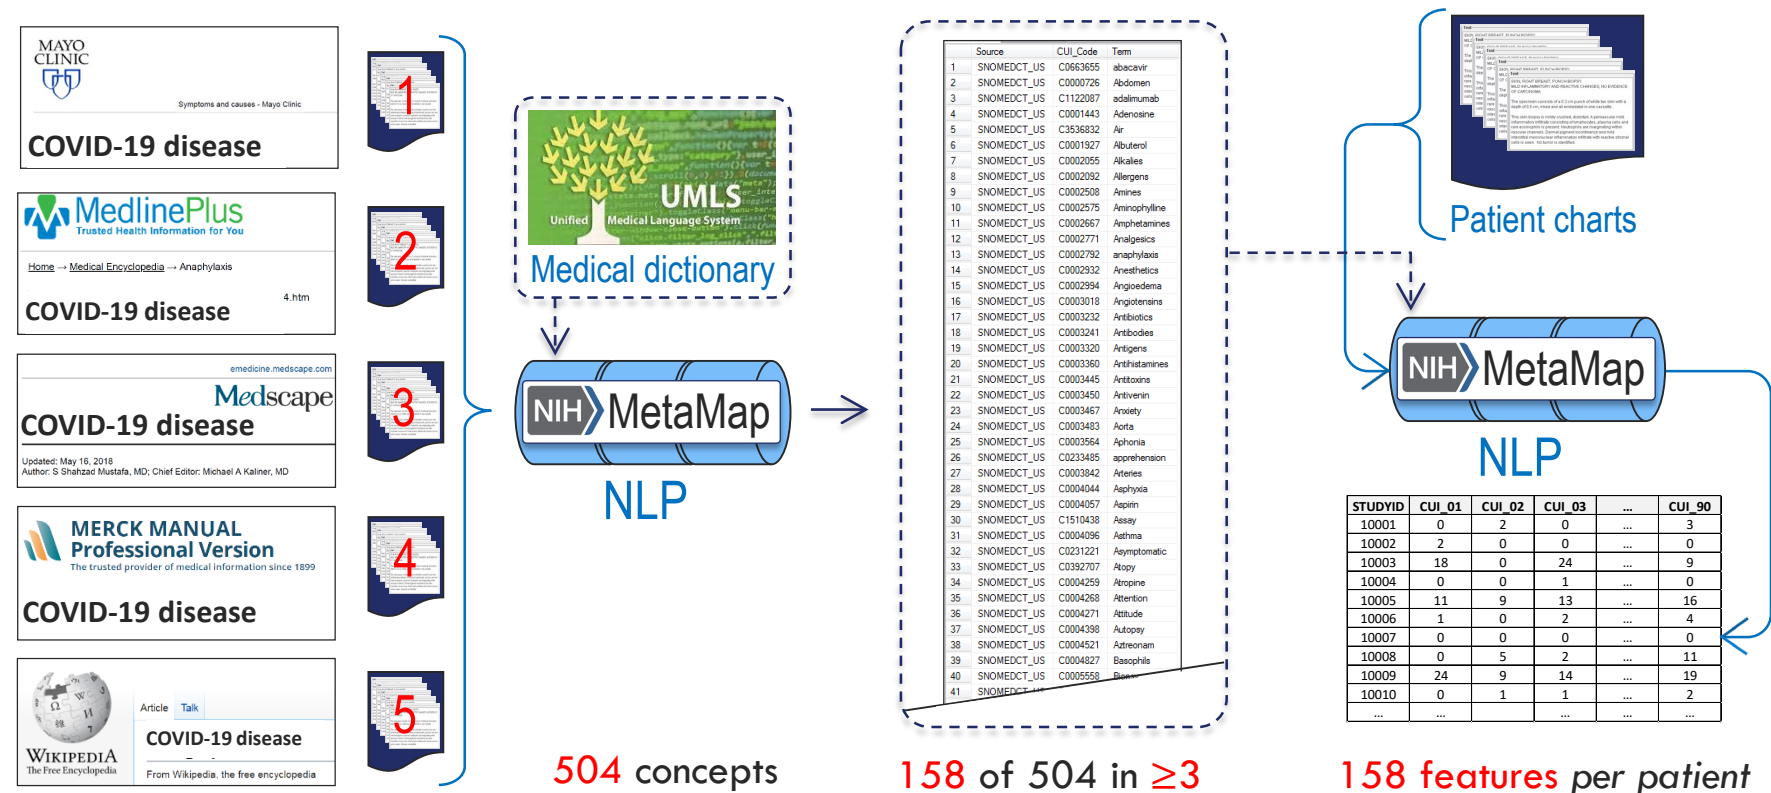 MAYO
CLINIC
Symptoms and causes - Mayo Clinic
COVID-19 disease
1
MedlinePlus
Trusted Health Information for You
Home → Medical Encyclopedia → Anaphylaxis
4.htm
COVID-19 disease
2
emedicine.medscape.com
Medscape
COVID-19 disease
Updated: May 16, 2018
Author: S Shahzad Mustafa, MD; Chief Editor: Michael A Kaliner, MD
3
MERCK MANUAL
Professional Version
The trusted provider of medical information since 1899
COVID-19 disease
4
WIKIPEDIA
The Free Encyclopedia
Article Talk
COVID-19 disease
From Wikipedia, the free encyclopedia
5
UMLS
Unified Medical Language System
Medical dictionary
NIH MetaMap
NLP
504 concepts
Source CUI_Code Term
1 SNOMEDCT_US C0663655 abacavir
2 SNOMEDCT_US C0000726 Abdomen
3 SNOMEDCT_US C1122087 adalimumab
4 SNOMEDCT_US C0001443 Adenosine
5 SNOMEDCT_US C3536832 Air
6 SNOMEDCT_US C0001927 Albuterol
7 SNOMEDCT_US C0002055 Alkalies
8 SNOMEDCT_US C0002092 Allergens
9 SNOMEDCT_US C0002508 Amines
10 SNOMEDCT_US C0002575 Aminophylline
11 SNOMEDCT_US C0002667 Amphetamines
12 SNOMEDCT_US C0002771 Analgesics
13 SNOMEDCT_US C0002792 anaphylaxis
14 SNOMEDCT_US C0002932 Anesthetics
15 SNOMEDCT_US C0002994 Angioedema
16 SNOMEDCT_US C0003018 Angiotensins
17 SNOMEDCT_US C0003232 Antibiotics
18 SNOMEDCT_US C0003241 Antibodies
19 SNOMEDCT_US C0003320 Antigens
20 SNOMEDCT_US C0003360 Antihistamines
21 SNOMEDCT_US C0003445 Antitoxins
22 SNOMEDCT_US C0003450 Antivenin
23 SNOMEDCT_US C0003467 Anxiety
24 SNOMEDCT_US C0003483 Aorta
25 SNOMEDCT_US C0003564 Aphonia
26 SNOMEDCT_US C0233485 apprehension
27 SNOMEDCT_US C0003842 Arteries
28 SNOMEDCT_US C0004044 Asphyxia
29 SNOMEDCT_US C0004057 Aspirin
30 SNOMEDCT_US C1510438 Assay
31 SNOMEDCT_US C0004096 Asthma
32 SNOMEDCT_US C0231221 Asymptomatic
33 SNOMEDCT_US C0392707 Atopy
34 SNOMEDCT_US C0004259 Atropine
35 SNOMEDCT_US C0004268 Attention
36 SNOMEDCT_US C0004271 Attitude
37 SNOMEDCT_US C0004398 Autopsy
38 SNOMEDCT_US C0004521 Aztreonam
39 SNOMEDCT_US C0004827 Basophils
40 SNOMEDCT_US C0005558
41 SNOMEDCT
158 of 504 in ≥3
Text
SKIN, RIGHT BREAST, PUNCH BIOPSY:
MILD INFLAMMATORY AND REACTIVE CHANGES, NO EVIDENCE
OF CARCINOMA.
Patient charts
NIH MetaMap
NLP
STUDYID CUI_01 CUI_02 CUI_03 ... CUI_90
10001 0 2 0 ... 3
10002 2 0 0 ... 0
10003 18 0 24 ... 9
10004 0 0 1 ... 0
10005 11 9 13 ... 16
10006 1 0 2 ... 4
10007 0 0 0 ... 0
10008 0 5 2 ... 11
10009 24 9 14 ... 19
10010 0 1 1 ... 2
... ... ... ... ...
158 features per patient